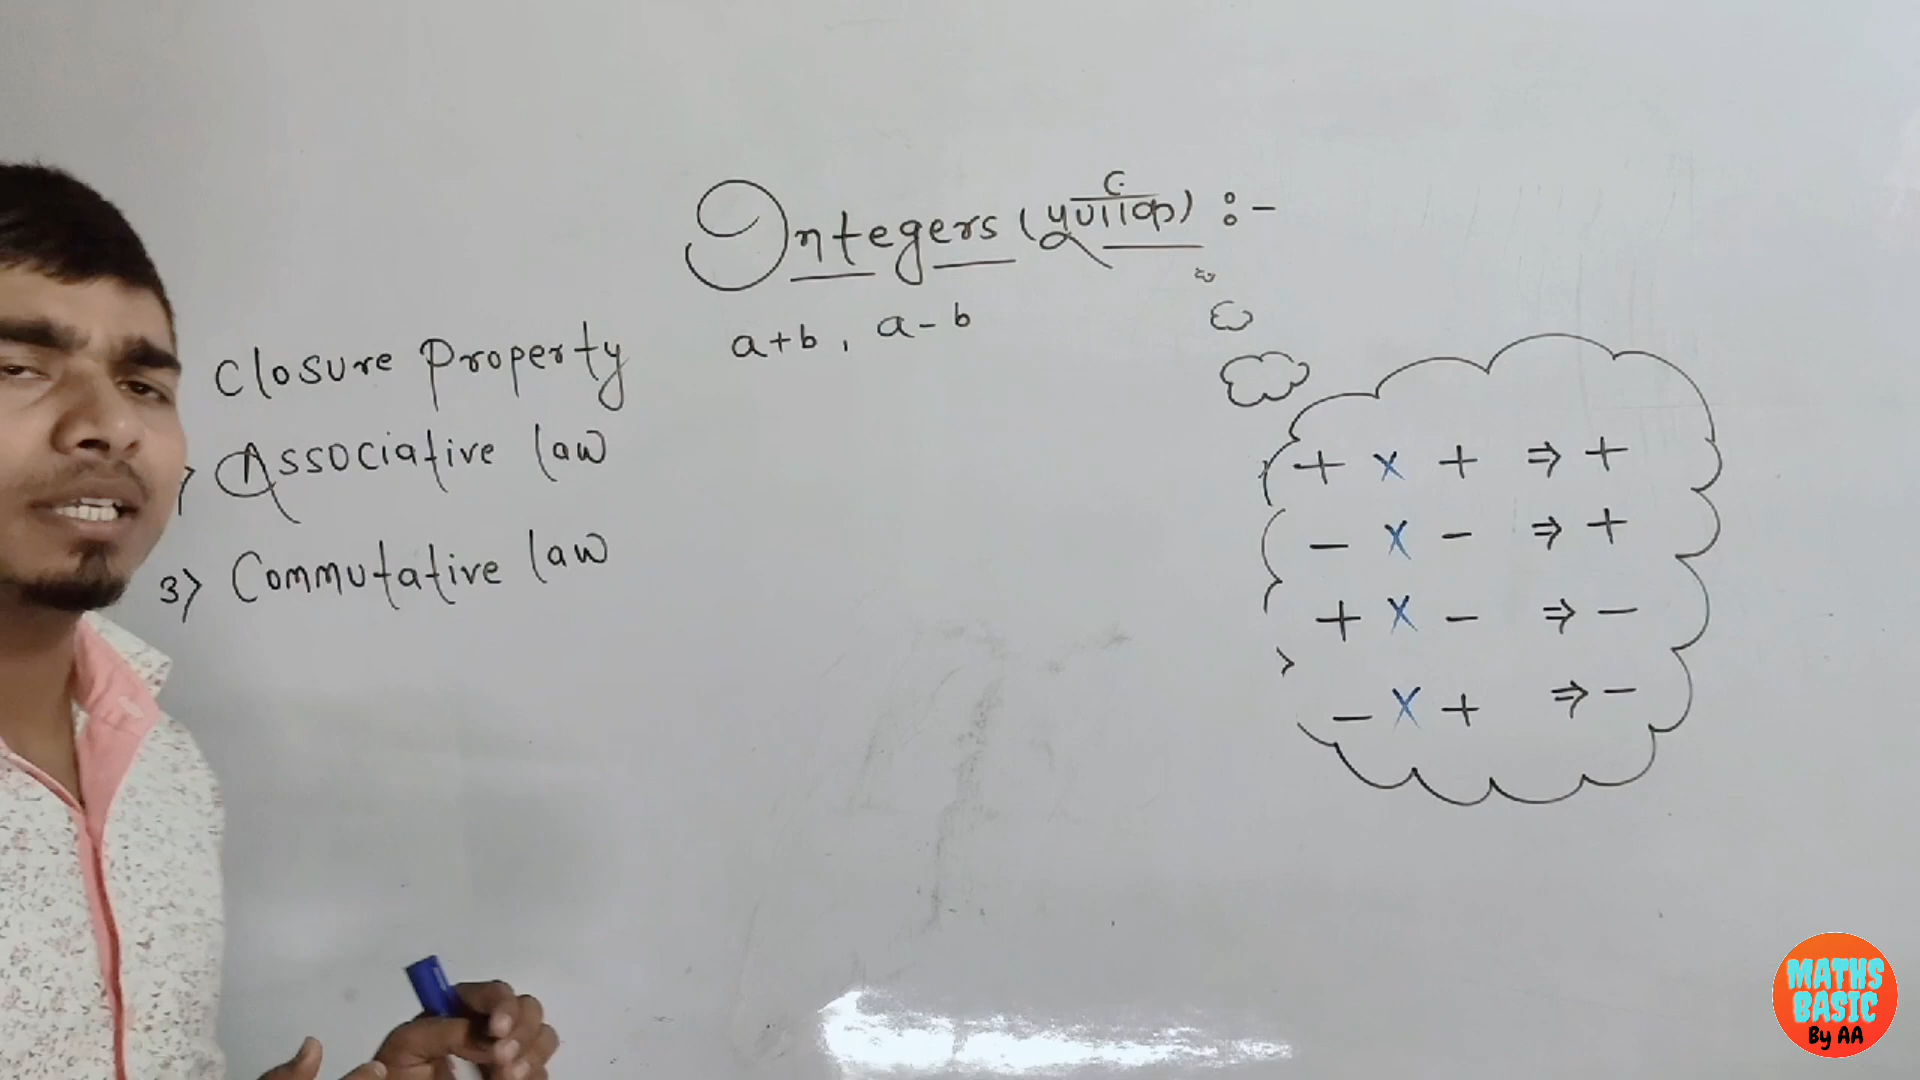 Integers (पूर्णांक) :-
Closure Property a+b, a-b
Associative law
3) Commutative law
+ x + ⇒ +
- x - ⇒ +
+ x - ⇒ -
- x + ⇒ -
MATHS
BASIC
By AA